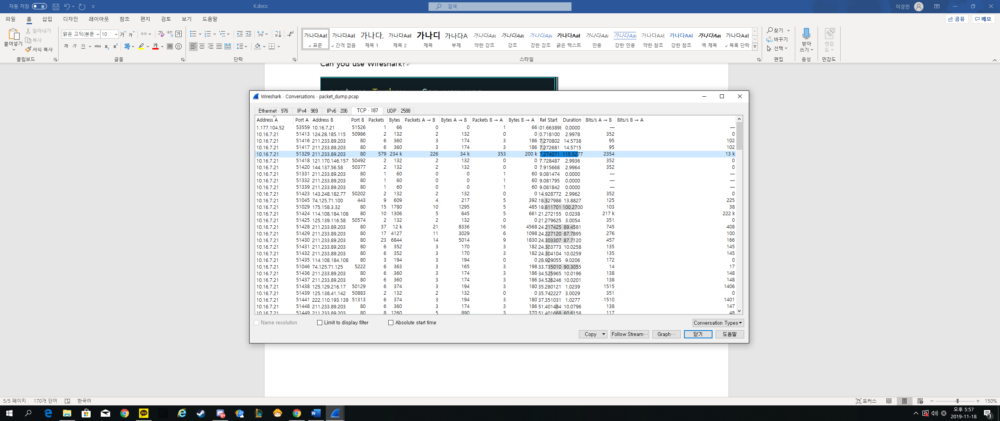 자동 저장 끔 K.docx 검색 이경민
파일 홈 삽입 디자인 레이아웃 참조 편지 검토 보기 도움말 공유 메모
붙여넣기 잘라내기 복사 서식 복사
클립보드
맑은 고딕(본문 10 가 가 가가 내천 가
가 가 가 가나 x₂ x² 가 가 가
글꼴
단락
가나다AaB 가나다AaB 가나다, 가나다AaB 가나다 가나다A 가나다AaL 가나다AaL 가나다AaL 가나다AaB 가나다AaL 가나다AaL 가나다AAB 가나다AAI 가나다AaL 가나다AaB
표준 간격 없음 제목 1 제목 2 제목 부제 약한 강조 강조 강한 강조 굵은 텍스트 인용 강한 인용 약한 참조 강한 참조 책 제목 목록 단락
스타일
찾기
바꾸기
선택
편집
받아쓰기
음성
민감도
민감도
Can you use Wireshark?
Wireshark · Conversations · packet_dump.pcap
Ethernet · 976 IPv4 · 969 IPv6 · 206 TCP · 187 UDP · 2588
Address A Port A Address B Port B Packets Bytes Packets A → B Bytes A → B Packets B → A Bytes B → A Rel Start Duration Bits/s A → B Bits/s B → A
1.177.104.52 53559 10.16.7.21 51526 1 66 0 0 1 66 01.663898 0.0000 — —
10.16.7.21 51413 124.28.185.115 50986 2 132 2 132 0 0 0.718100 2.9978 352 0
10.16.7.21 51416 211.233.89.203 80 6 360 3 174 3 186 7.270802 14.5738 95 102
10.16.7.21 51417 211.233.89.203 80 6 360 3 174 3 186 7.272681 14.5715 95 102
10.16.7.21 51329 211.233.89.203 80 579 234 k 226 34 k 353 200 k 7.274071 115.5277 2354 13 k
10.16.7.21 51418 121.170.146.157 50492 2 132 2 132 0 0 7.728487 2.9936 352 0
10.16.7.21 51420 144.137.56.58 50377 2 132 2 132 0 0 7.915668 2.9964 352 0
10.16.7.21 51331 211.233.89.203 80 1 60 0 0 1 60 9.081474 0.0000 — —
10.16.7.21 51332 211.233.89.203 80 1 60 0 0 1 60 9.081795 0.0000 — —
10.16.7.21 51339 211.233.89.203 80 1 60 0 0 1 60 9.081842 0.0000 — —
10.16.7.21 51423 143.248.182.77 50202 2 132 2 132 0 0 14.928772 2.9962 352 0
10.16.7.21 51045 74.125.71.100 443 9 609 4 217 5 392 18.327986 13.8827 125 225
10.16.7.21 51029 175.158.3.32 80 15 1780 10 1295 5 485 18.811701 100.2700 103 38
10.16.7.21 51424 114.108.184.108 80 10 1306 5 645 5 661 21.272155 0.0238 217 k 222 k
10.16.7.21 51425 125.139.116.58 50574 2 132 2 132 0 0 21.279625 3.0054 351 0
10.16.7.21 51428 211.233.89.203 80 37 12 k 21 8336 16 4568 24.217425 89.4581 745 408
10.16.7.21 51429 211.233.89.203 80 17 4127 11 3029 6 1098 24.227120 87.7895 276 100
10.16.7.21 51430 211.233.89.203 80 23 6844 14 5014 9 1830 24.303307 87.7120 457 166
10.16.7.21 51431 211.233.89.203 80 6 352 3 170 3 182 24.303773 10.0258 135 145
10.16.7.21 51432 211.233.89.203 80 6 352 3 170 3 182 24.304104 10.0259 135 145
10.16.7.21 51435 114.108.184.108 80 3 194 3 194 0 0 28.929055 9.0206 172 0
10.16.7.21 51046 74.125.71.125 5222 6 363 3 165 3 198 33.735010 90.3055 14 17
10.16.7.21 51436 211.233.89.203 80 6 360 3 174 3 186 34.525965 10.0196 138 148
10.16.7.21 51437 211.233.89.203 80 6 360 3 174 3 186 34.526246 10.0201 138 148
10.16.7.21 51438 125.129.216.17 50129 6 374 3 194 3 180 35.280121 1.0239 1515 1406
10.16.7.21 51439 125.138.41.142 50883 2 132 2 132 0 0 35.742227 3.0029 351 0
10.16.7.21 51441 222.110.193.139 51313 6 374 3 194 3 180 37.351031 1.0277 1510 1401
10.16.7.21 51448 211.233.89.203 80 6 360 3 174 3 186 51.401484 10.0796 138 147
10.16.7.21 51449 211.233.89.203 80 8 1260 5 890 3 370 51.401668 60.6158 117 48
Name resolution Limit to display filter Absolute start time Conversation Types
Copy Follow Stream… Graph… 닫기 도움말
5/5 페이지 170개 단어 한국어 포커스 150%
TALK 9+
오후 5:57
2019-11-18
3